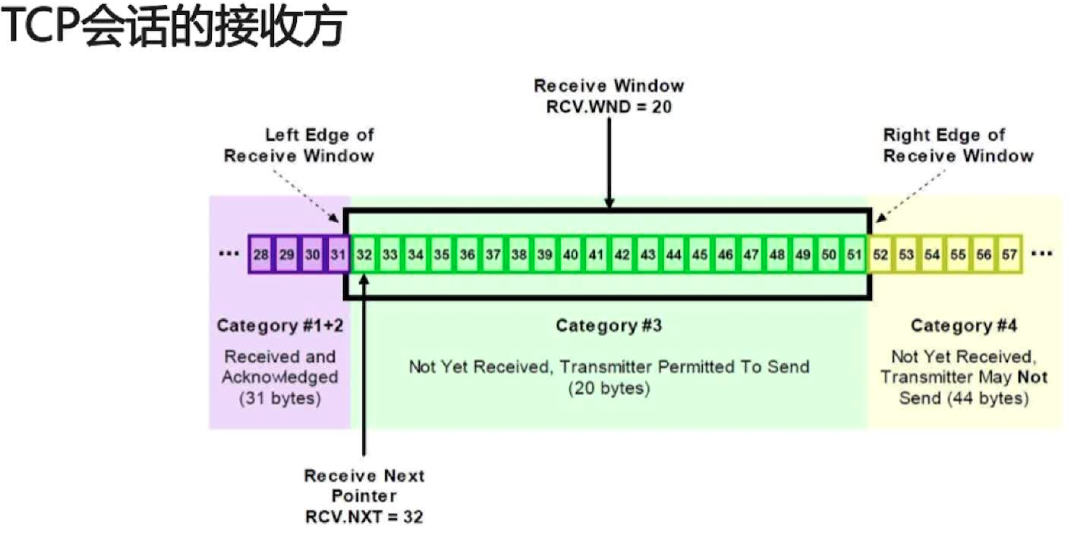 TCP会话的接收方
Receive Window
RCV.WND = 20
Left Edge of
Receive Window
Right Edge of
Receive Window
... 28 29 30 31 32 33 34 35 36 37 38 39 40 41 42 43 44 45 46 47 48 49 50 51 52 53 54 55 56 57 ...
Category #1+2
Received and
Acknowledged
(31 bytes)
Category #3
Not Yet Received, Transmitter Permitted To Send
(20 bytes)
Category #4
Not Yet Received,
Transmitter May Not
Send (44 bytes)
Receive Next
Pointer
RCV.NXT = 32